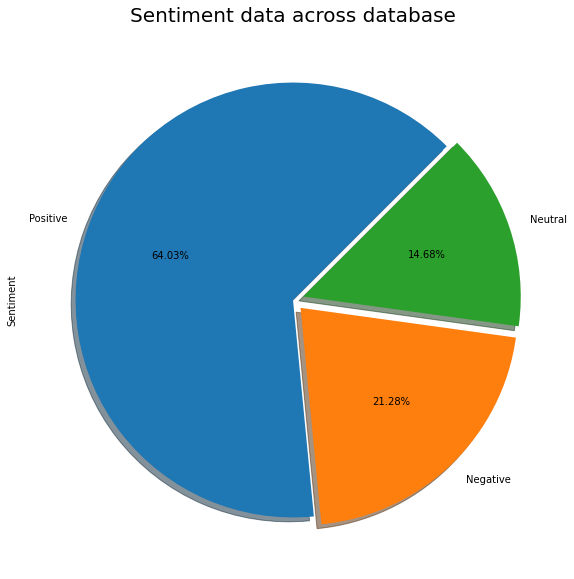 Sentiment data across database
Positive
64.03%
Neutral
14.68%
Sentiment
21.28%
Negative